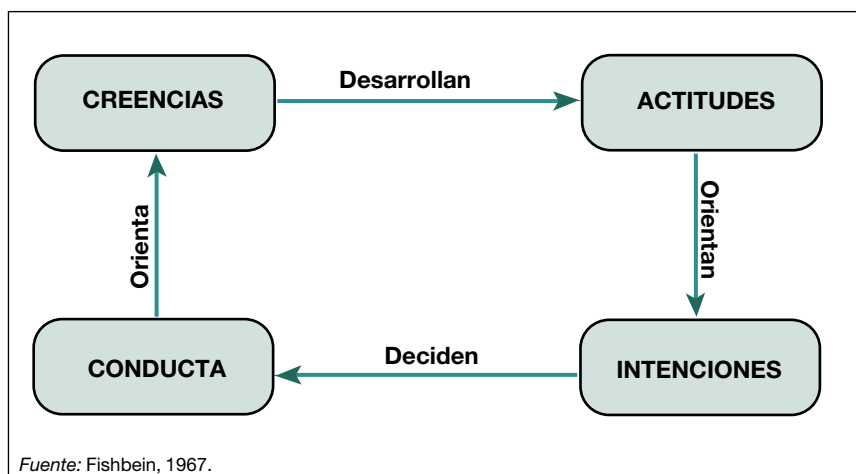 CREENCIAS
Desarrollan
ACTITUDES
Orientan
INTENCIONES
Deciden
CONDUCTA
Orienta
Fuente: Fishbein, 1967.